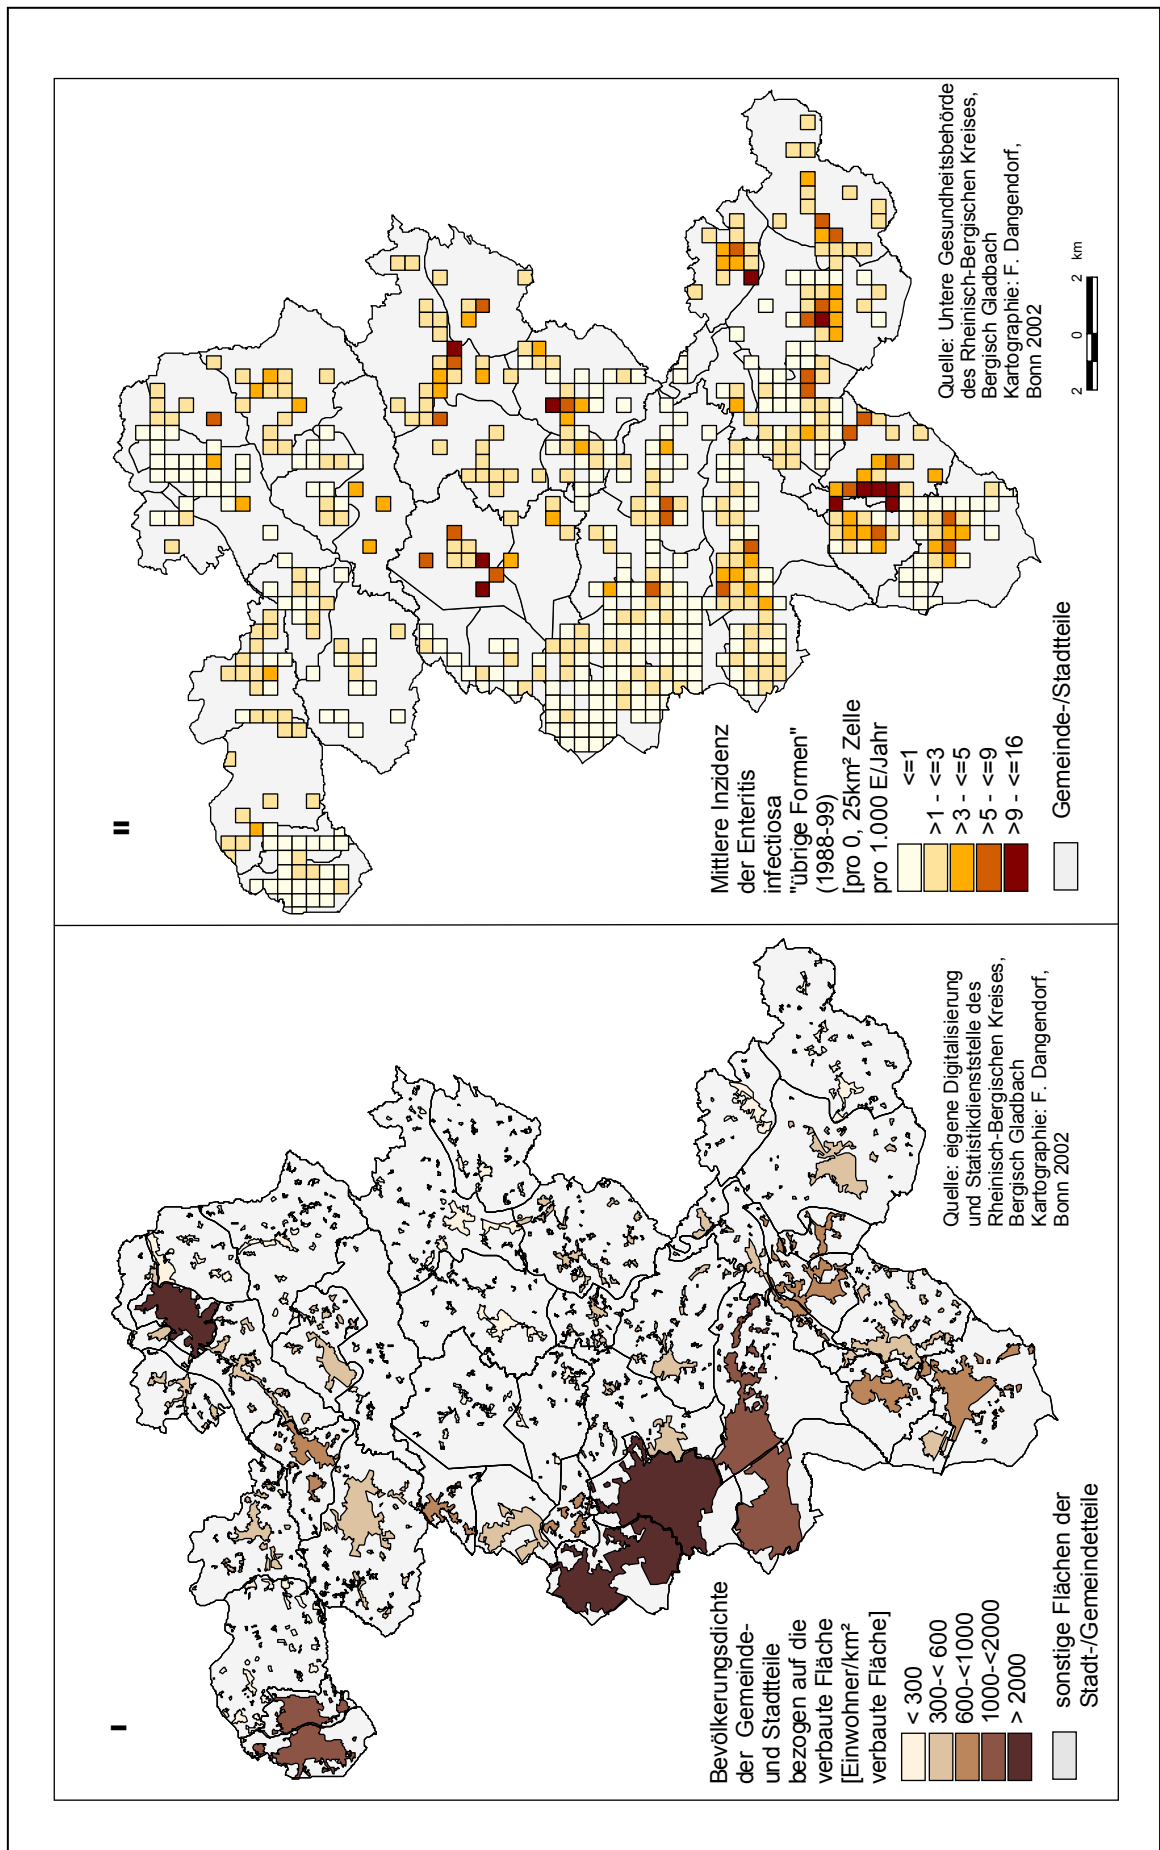 I
Bevölkerungsdichte
der Gemeinde-
und Stadtteile
bezogen auf die
verbaute Fläche
[Einwohner/km²
verbaute Fläche]
< 300
300-< 600
600-<1000
1000-<2000
> 2000
sonstige Flächen der
Stadt-/Gemeindetteile
Quelle: eigene Digitalisierung
und Statistikdienststelle des
Rheinisch-Bergischen Kreises,
Bergisch Gladbach
Kartographie: F. Dangendorf,
Bonn 2002
II
Mittlere Inzidenz
der Enteritis
infectiosa
"übrige Formen"
(1988-99)
[pro 0, 25km² Zelle
pro 1.000 E/Jahr
<=1
>1 - <=3
>3 - <=5
>5 - <=9
>9 - <=16
Gemeinde-/Stadtteile
Quelle: Untere Gesundheitsbehörde
des Rheinisch-Bergischen Kreises,
Bergisch Gladbach
Kartographie: F. Dangendorf,
Bonn 2002
2 0 2 km